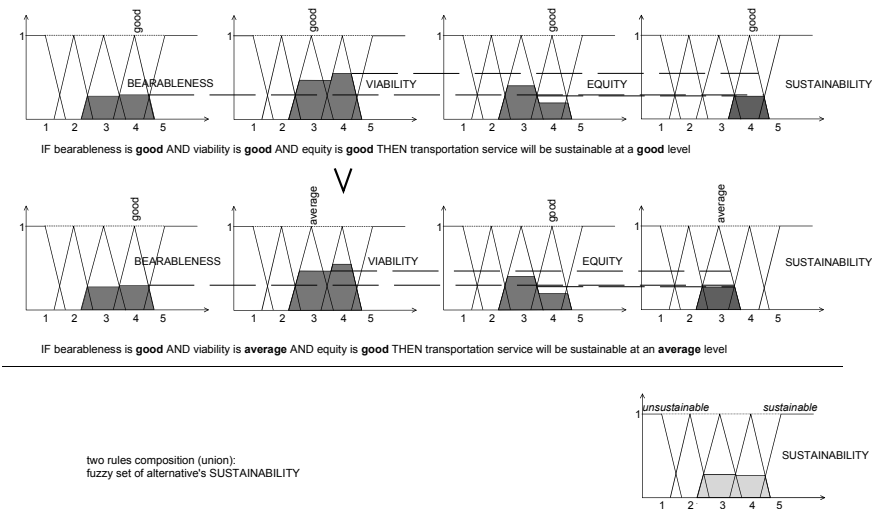 good good good good
1 BEARABLENESS VIABILITY EQUITY SUSTAINABILITY
1 2 3 4 5 1 2 3 4 5 1 2 3 4 5 1 2 3 4 5
IF bearableness is good AND viability is good AND equity is good THEN transportation service will be sustainable at a good level
good average good average
1 BEARABLENESS VIABILITY EQUITY SUSTAINABILITY
1 2 3 4 5 1 2 3 4 5 1 2 3 4 5 1 2 3 4 5
IF bearableness is good AND viability is average AND equity is good THEN transportation service will be sustainable at an average level
unsustainable sustainable
1
SUSTAINABILITY
two rules composition (union):
fuzzy set of alternative's SUSTAINABILITY
1 2 3 4 5